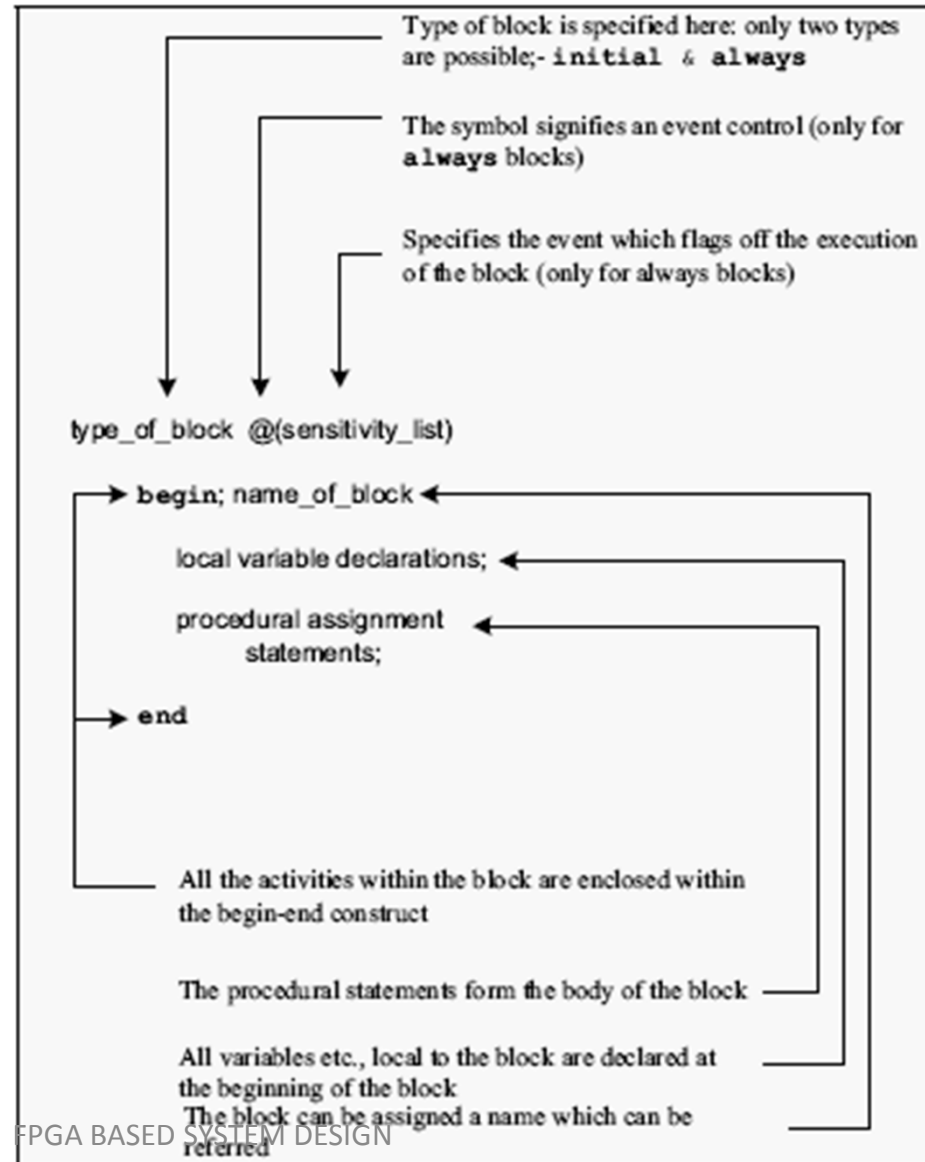 Type of block is specified here: only two types
are possible;- initial & always
The symbol signifies an event control (only for
always blocks)
Specifies the event which flags off the execution
of the block (only for always blocks)
type_of_block @(sensitivity_list)
begin; name_of_block
local variable declarations;
procedural assignment
statements;
end
All the activities within the block are enclosed within
the begin-end construct
The procedural statements form the body of the block
All variables etc., local to the block are declared at
the beginning of the block
The block can be assigned a name which can be
referred
FPGA BASED SYSTEM DESIGN